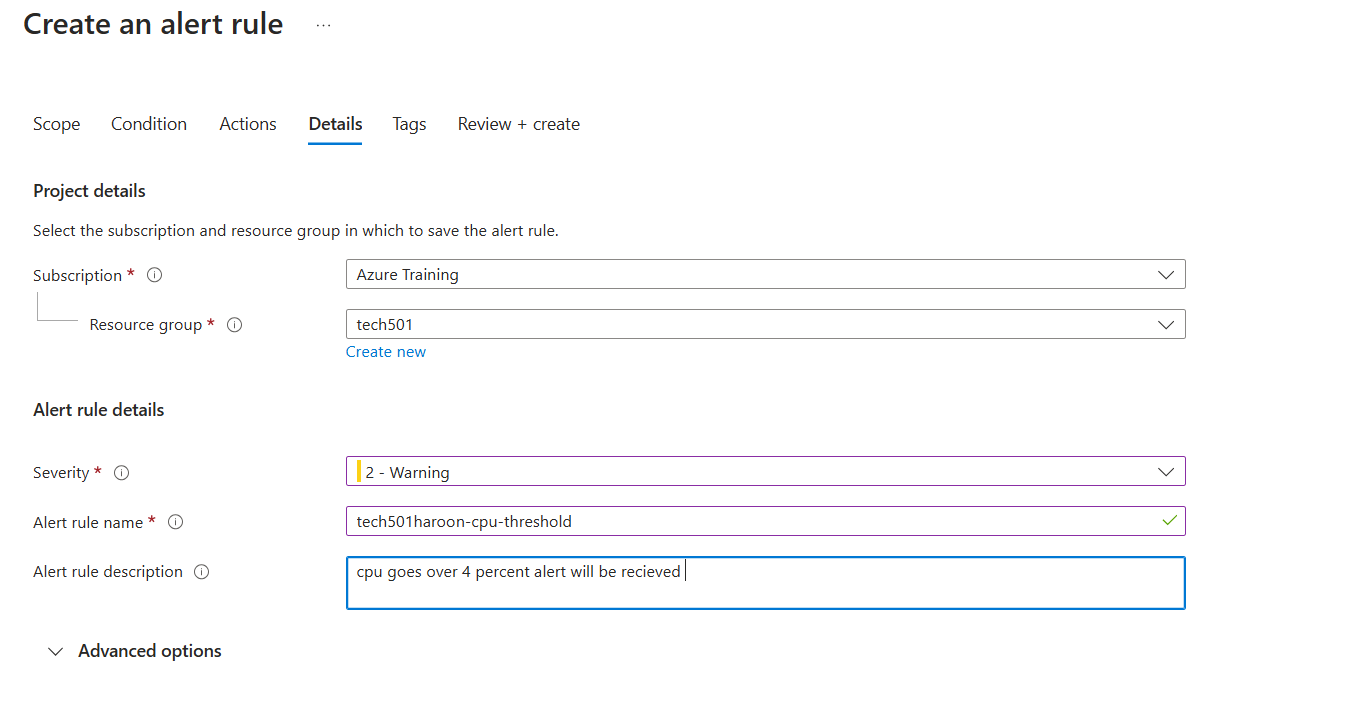 Create an alert rule ...
Scope Condition Actions Details Tags Review + create
Project details
Select the subscription and resource group in which to save the alert rule.
Subscription * Azure Training
Resource group * tech501
Create new
Alert rule details
Severity * 2 - Warning
Alert rule name * tech501haroon-cpu-threshold
Alert rule description cpu goes over 4 percent alert will be recieved
Advanced options